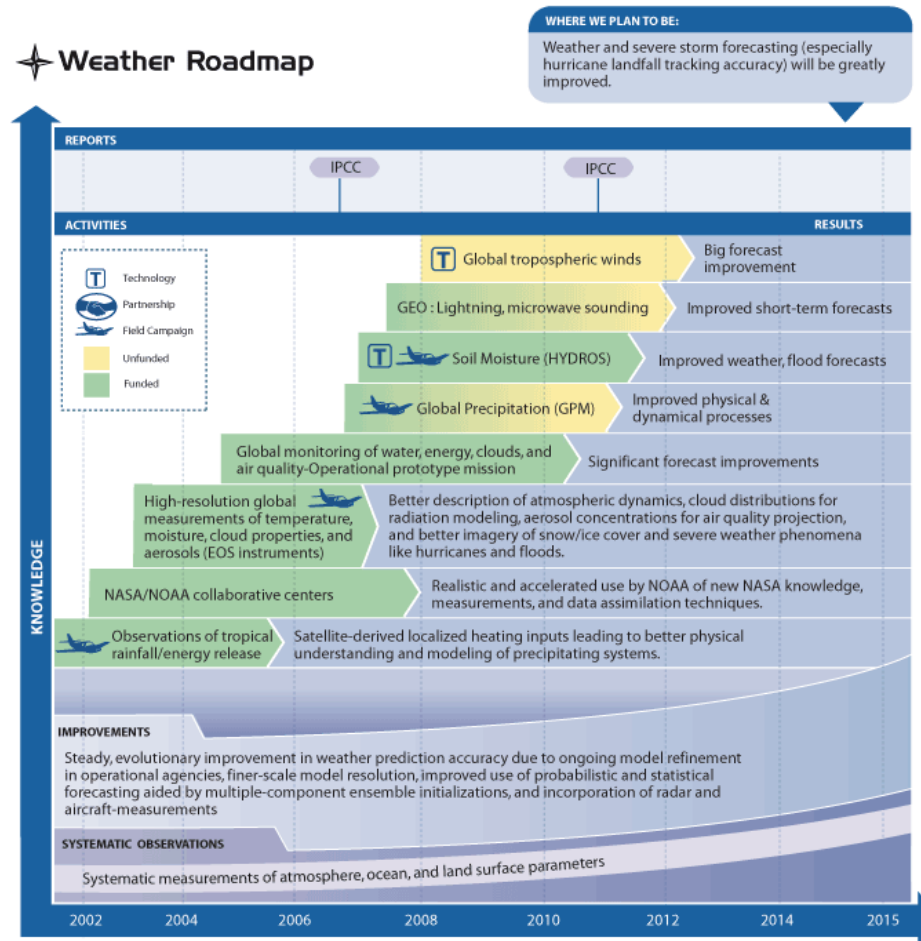 WHERE WE PLAN TO BE:
Weather and severe storm forecasting (especially
hurricane landfall tracking accuracy) will be greatly
improved.
Weather Roadmap
REPORTS
IPCC
IPCC
ACTIVITIES
RESULTS
T
Technology
Partnership
Field Campaign
Unfunded
Funded
T Global tropospheric winds
Big forecast
improvement
GEO : Lightning, microwave sounding
Improved short-term forecasts
T Soil Moisture (HYDROS)
Improved weather, flood forecasts
Global Precipitation (GPM)
Improved physical &
dynamical processes
Global monitoring of water, energy, clouds, and
air quality-Operational prototype mission
Significant forecast improvements
High-resolution global
measurements of temperature,
moisture, cloud properties, and
aerosols (EOS instruments)
Better description of atmospheric dynamics, cloud distributions for
radiation modeling, aerosol concentrations for air quality projection,
and better imagery of snow/ice cover and severe weather phenomena
like hurricanes and floods.
NASA/NOAA collaborative centers
Realistic and accelerated use by NOAA of new NASA knowledge,
measurements, and data assimilation techniques.
Observations of tropical
rainfall/energy release
Satellite-derived localized heating inputs leading to better physical
understanding and modeling of precipitating systems.
KNOWLEDGE
IMPROVEMENTS
Steady, evolutionary improvement in weather prediction accuracy due to ongoing model refinement
in operational agencies, finer-scale model resolution, improved use of probabilistic and statistical
forecasting aided by multiple-component ensemble initializations, and incorporation of radar and
aircraft-measurements
SYSTEMATIC OBSERVATIONS
Systematic measurements of atmosphere, ocean, and land surface parameters
2002 2004 2006 2008 2010 2012 2014 2015